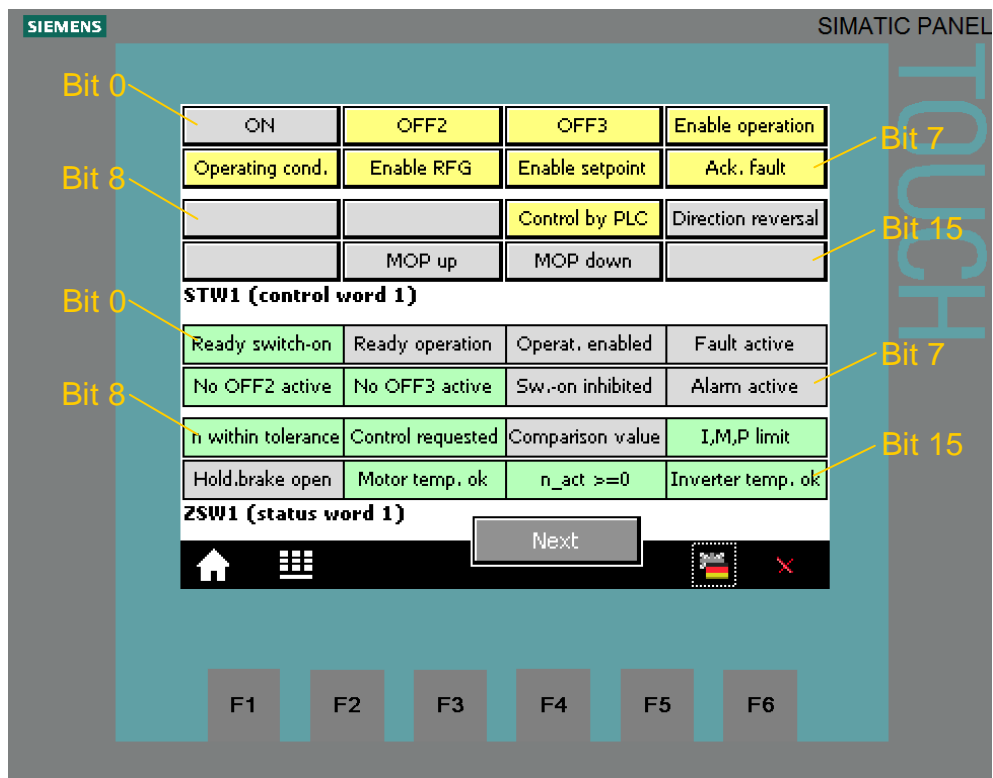 SIEMENS
SIMATIC PANEL
TOUCH
Bit 0
ON OFF2 OFF3 Enable operation
Bit 7
Operating cond. Enable RFG Enable setpoint Ack. fault
Bit 8
Control by PLC Direction reversal
Bit 15
MOP up MOP down
STW1 (control word 1)
Bit 0
Ready switch-on Ready operation Operat. enabled Fault active
Bit 7
No OFF2 active No OFF3 active Sw.-on inhibited Alarm active
Bit 8
n within tolerance Control requested Comparison value I,M,P limit
Bit 15
Hold.brake open Motor temp. ok n_act >=0 Inverter temp. ok
ZSW1 (status word 1)
Next
F1 F2 F3 F4 F5 F6